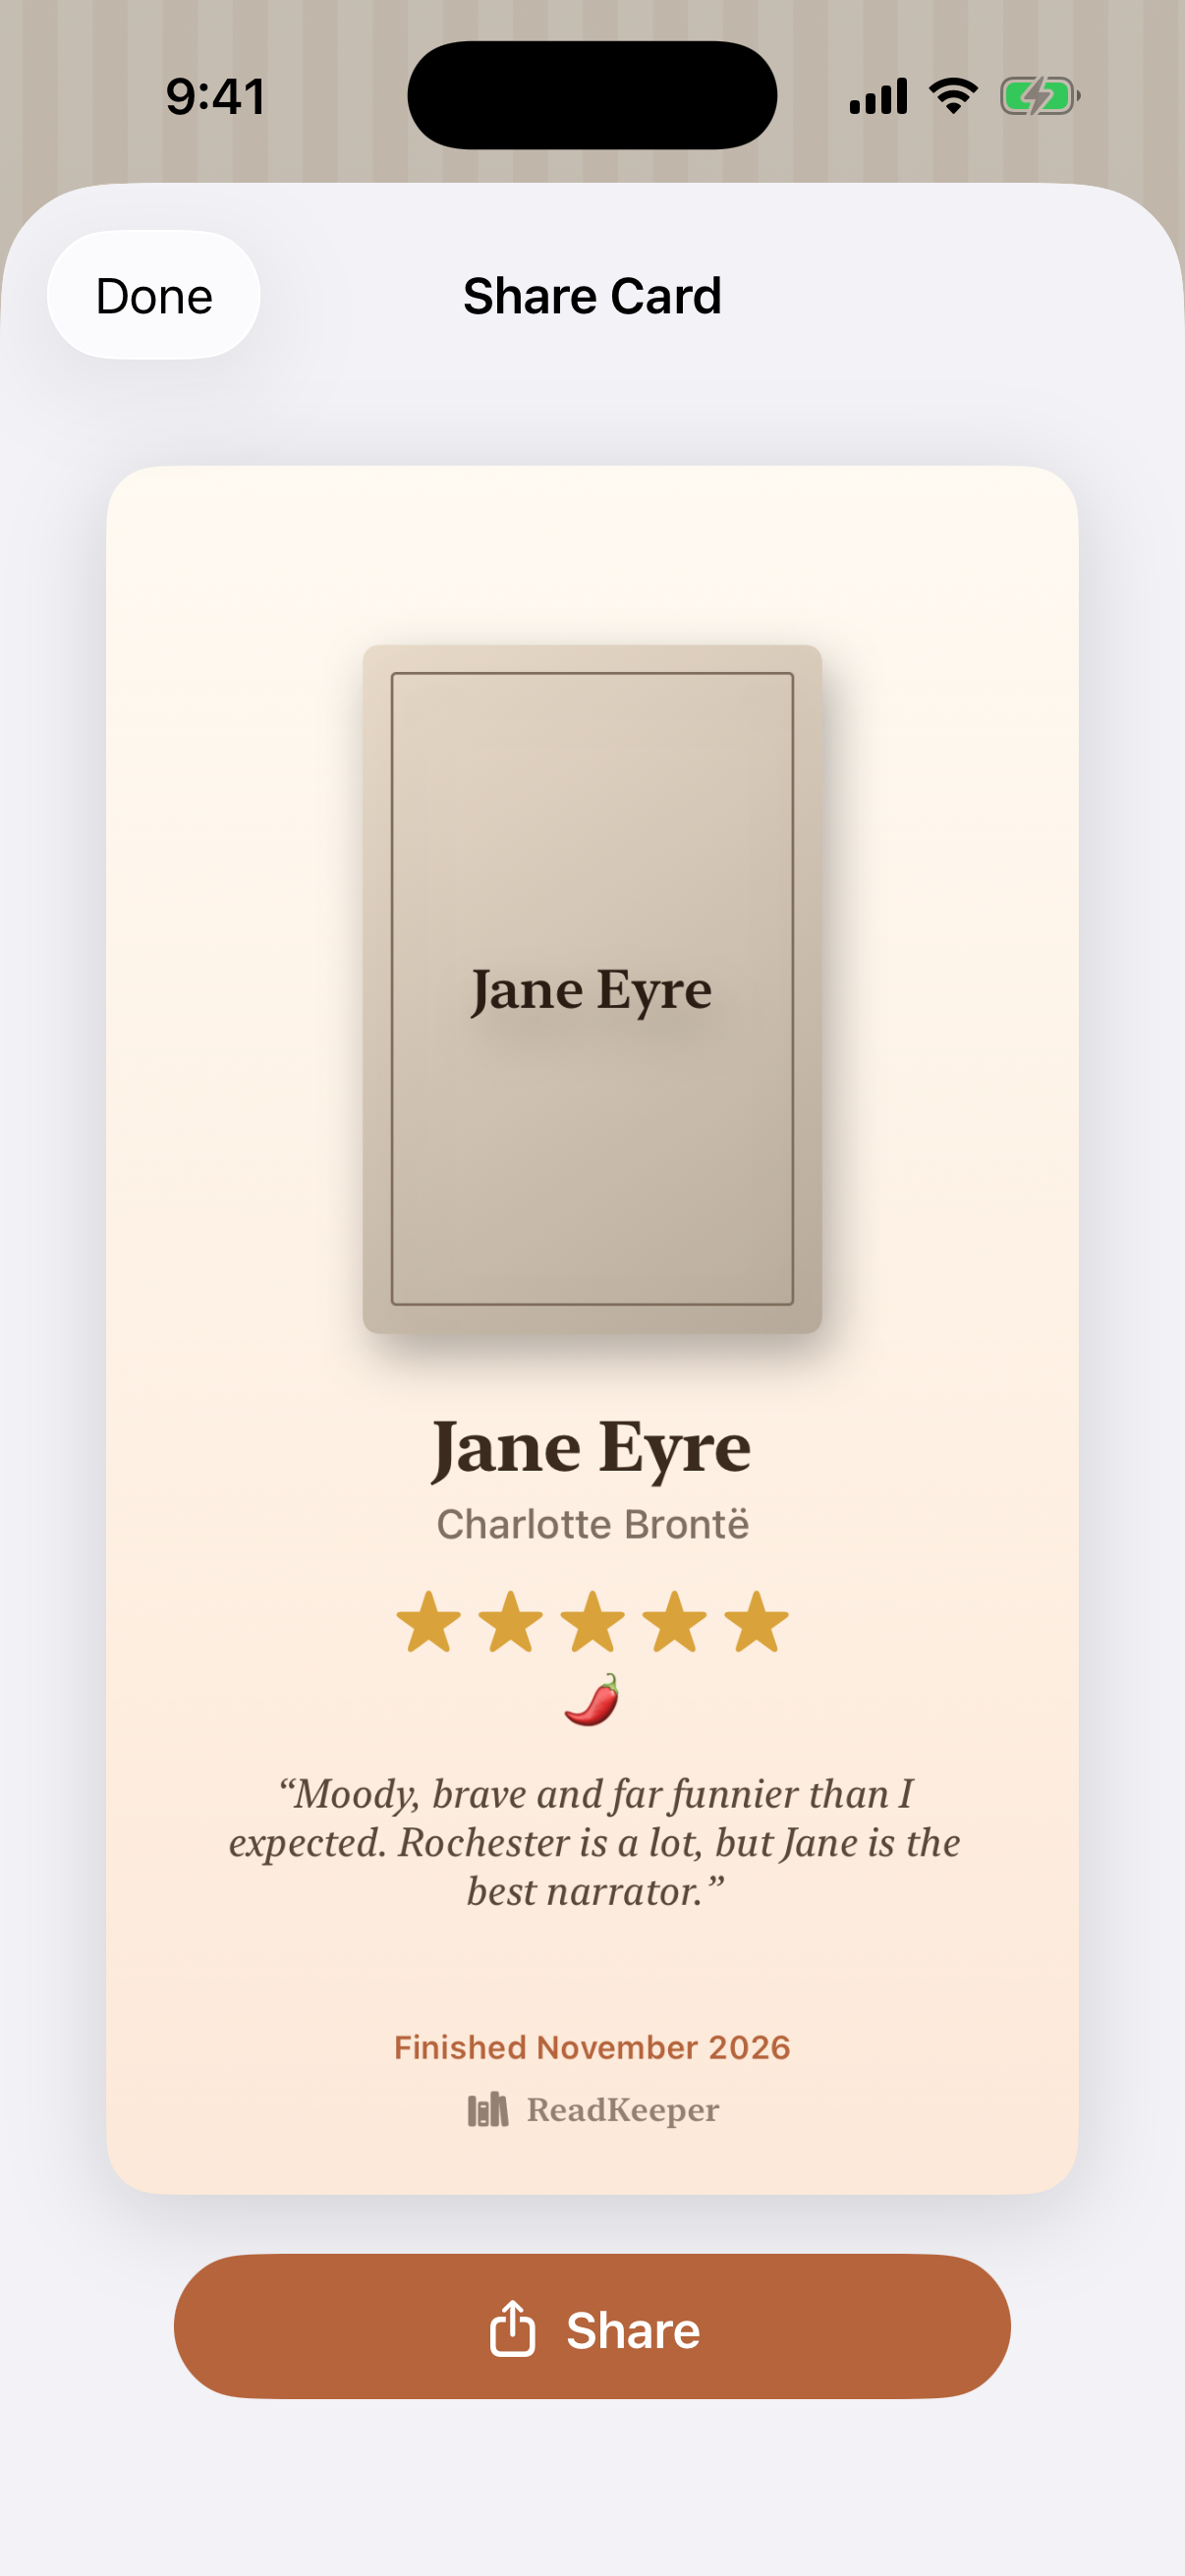 9:41
Done
Share Card
Jane Eyre
Jane Eyre
Charlotte Brontë
“Moody, brave and far funnier than I
expected. Rochester is a lot, but Jane is the
best narrator.”
Finished November 2026
ReadKeeper
Share